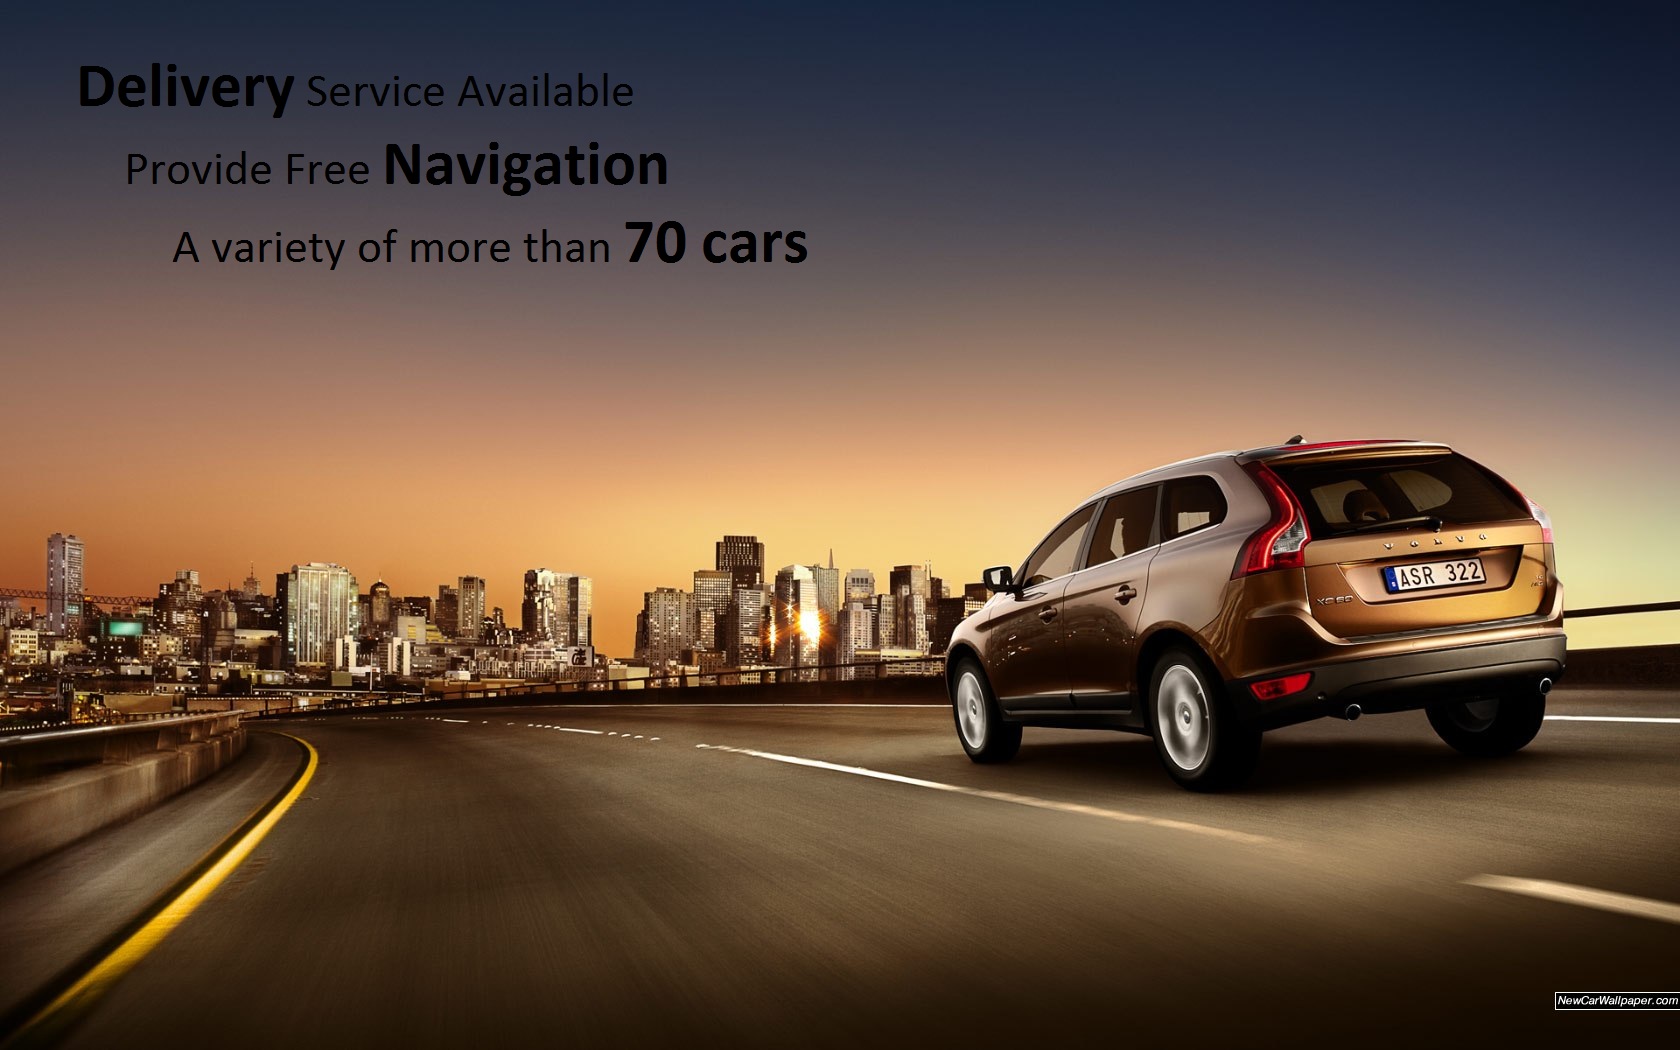 Delivery Service Available
Provide Free Navigation
A variety of more than 70 cars
VOLVO
ASR 322
XC60
NewCarWallpaper.com